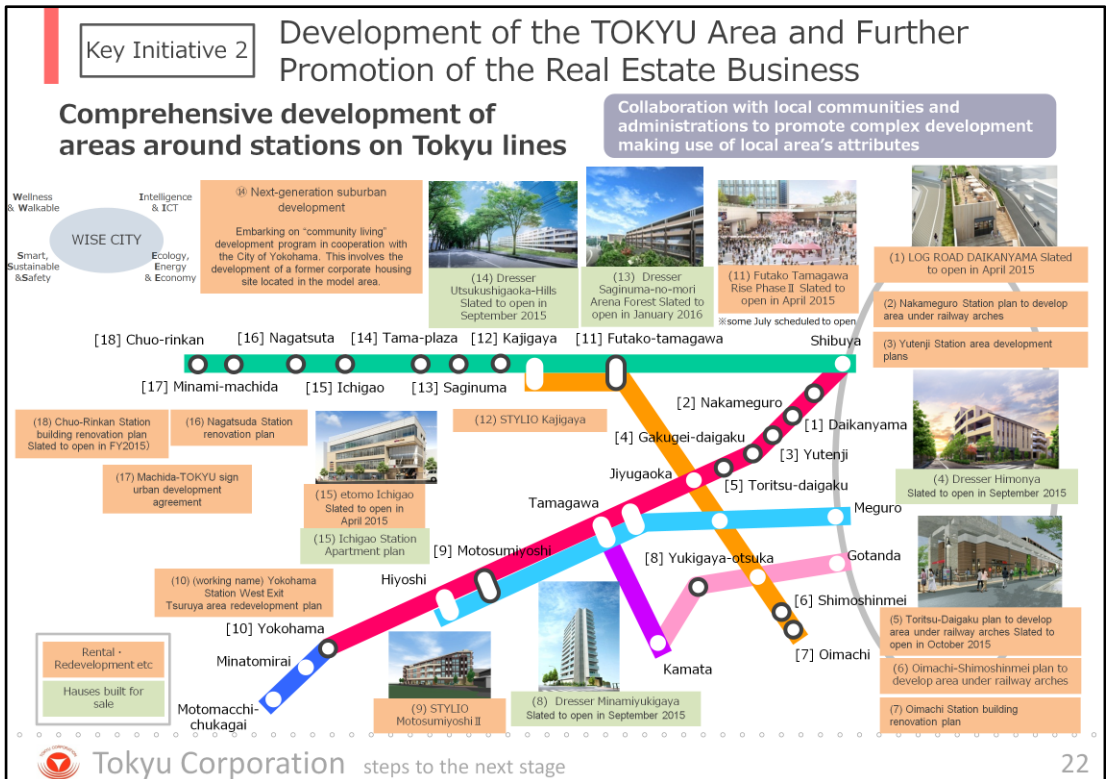 Key Initiative 2
Development of the TOKYU Area and Further
Promotion of the Real Estate Business
Comprehensive development of
areas around stations on Tokyu lines
Collaboration with local communities and
administrations to promote complex development
making use of local area's attributes
Wellness
& Walkable
Intelligence
& ICT
WISE CITY
Smart,
Sustainable
&Safety
Ecology,
Energy
& Economy
⑭ Next-generation suburban
development
Embarking on "community living"
development program in cooperation with
the City of Yokohama. This involves the
development of a former corporate housing
site located in the model area.
(14) Dresser
Utsukushigaoka-Hills
Slated to open in
September 2015
(13) Dresser
Saginuma-no-mori
Arena Forest Slated to
open in January 2016
(11) Futako Tamagawa
Rise Phase Ⅱ Slated to
open in April 2015
※some July scheduled to open
(1) LOG ROAD DAIKANYAMA Slated
to open in April 2015
(2) Nakameguro Station plan to develop
area under railway arches
(3) Yutenji Station area development
plans
[18] Chuo-rinkan
[16] Nagatsuta
[14] Tama-plaza
[12] Kajigaya
[11] Futako-tamagawa
Shibuya
[17] Minami-machida
[15] Ichigao
[13] Saginuma
[2] Nakameguro
[1] Daikanyama
[4] Gakugei-daigaku
[3] Yutenji
Jiyugaoka
[5] Toritsu-daigaku
(18) Chuo-Rinkan Station
building renovation plan
Slated to open in FY2015)
(16) Nagatsuda Station
renovation plan
(12) STYLIO Kajigaya
(17) Machida-TOKYU sign
urban development
agreement
(15) etomo Ichigao
Slated to open in
April 2015
(15) Ichigao Station
Apartment plan
(4) Dresser Himonya
Slated to open in September 2015
Tamagawa
Meguro
[9] Motosumiyoshi
[8] Yukigaya-otsuka
Gotanda
Hiyoshi
[6] Shimoshinmei
(10) (working name) Yokohama
Station West Exit
Tsuruya area redevelopment plan
[10] Yokohama
[7] Oimachi
Minatomirai
Kamata
Motomacchi-
chukagai
(5) Toritsu-Daigaku plan to develop
area under railway arches Slated to
open in October 2015
(6) Oimachi-Shimoshinmei plan to
develop area under railway arches
(7) Oimachi Station building
renovation plan
Rental・
Redevelopment etc
Hauses built for
sale
(9) STYLIO
Motosumiyoshi Ⅱ
(8) Dresser Minamiyukigaya
Slated to open in September 2015
TOKYU CORPORATION
Tokyu Corporation steps to the next stage
22